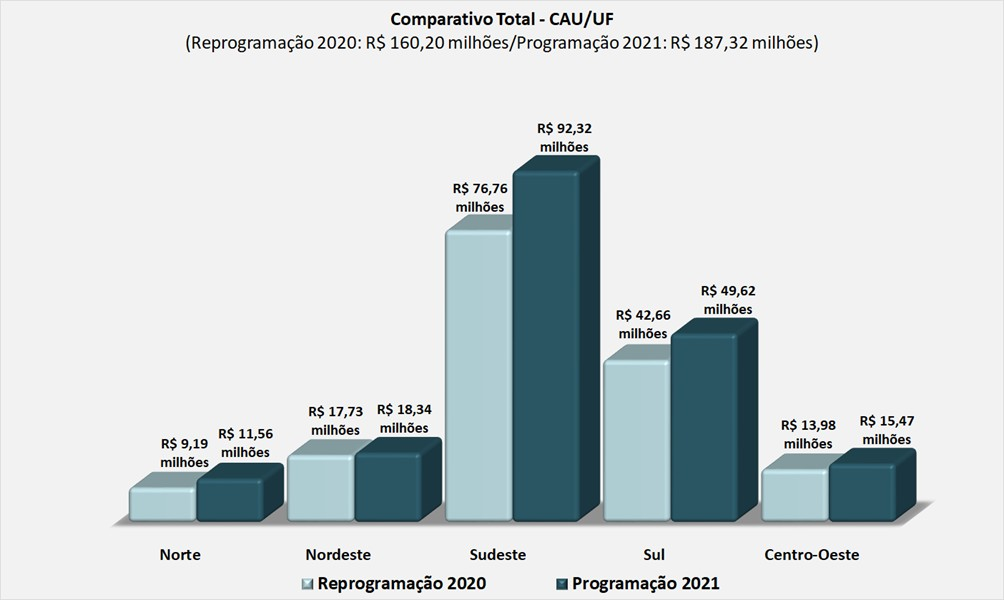 Comparativo Total - CAU/UF
(Reprogramação 2020: R$ 160,20 milhões/Programação 2021: R$ 187,32 milhões)
R$ 92,32
milhões
R$ 76,76
milhões
R$ 49,62
milhões
R$ 42,66
milhões
R$ 17,73
milhões
R$ 18,34
milhões
R$ 9,19
milhões
R$ 11,56
milhões
R$ 13,98
milhões
R$ 15,47
milhões
Norte
Nordeste
Sudeste
Sul
Centro-Oeste
Reprogramação 2020
Programação 2021